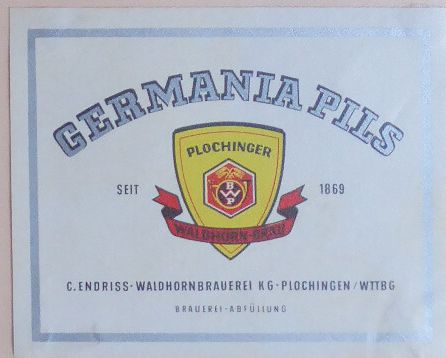 GERMANIA PILS
PLOCHINGER
SEIT 1869
B
W
P
WALDHORN-BRÄU
C. ENDRISS-WALDHORNBRAUEREI KG-PLOCHINGEN/WTTBG
BRAUEREI-ABFÜLLUNG